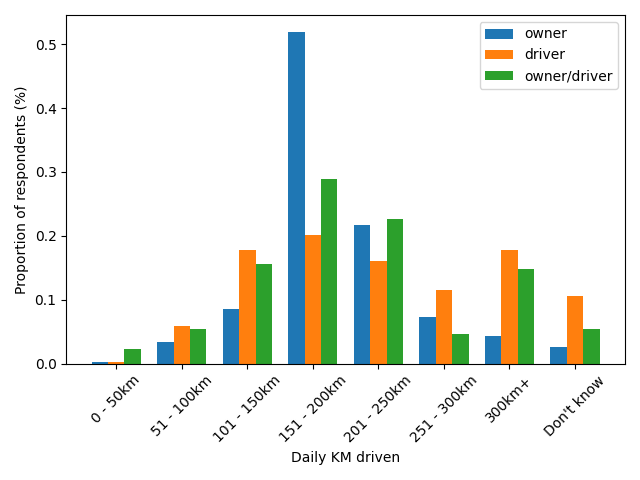 owner
driver
owner/driver
Proportion of respondents (%)
0.5
0.4
0.3
0.2
0.1
0.0
0 - 50km
51 - 100km
101 - 150km
151 - 200km
201 - 250km
251 - 300km
300km+
Don't know
Daily KM driven